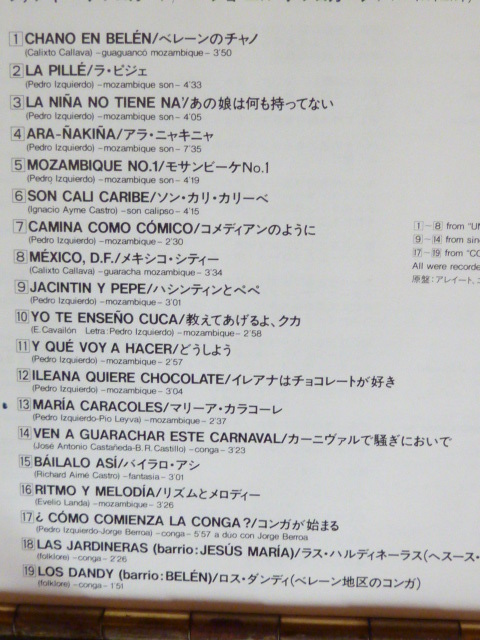 1 CHANO EN BELÉN/ベレーンのチャノ
(Calixto Callava) –guaguancó mozambique– 3'50
2 LA PILLÉ/ラ・ピジェ
(Pedro Izquierdo) –mozambique son– 4'33
3 LA NIÑA NO TIENE NA'/あの娘は何も持ってない
(Pedro Izquierdo) –mozambique son– 4'05
4 ARA-ÑAKIÑA/アラ・ニャキニャ
(Pedro Izquierdo) –mozambique son– 7'35
5 MOZAMBIQUE NO.1/モサンビーケNo.1
(Pedro Izquierdo) –mozambique son– 4'19
6 SON CALI CARIBE/ソン・カリ・カリーベ
(Ignacio Ayme Castro) –son calipso– 4'15
7 CAMINA COMO CÓMICO/コメディアンのように
(Pedro Izquierdo) –mozambique– 2'30
1–8 from "UN
8 MÉXICO, D.F./メキシコ・シティー
9–14 from sin
(Calixto Callava) –guaracha mozambique– 3'34
17–19 from "CO
All were recorde
9 JACINTIN Y PEPE/ハシンティンとペペ
原盤:アレイート、
(Pedro Izquierdo) –mozambique– 3'01
10 YO TE ENSEÑO CUCA/教えてあげるよ、クカ
(E. Cavailón Letra: Pedro Izquierdo) –mozambique– 2'58
11 Y QUÉ VOY A HACER/どうしよう
(Pedro Izquierdo) –mozambique– 2'57
12 ILEANA QUIERE CHOCOLATE/イレアナはチョコレートが好き
(Pedro Izquierdo) –mozambique– 3'04
13 MARÍA CARACOLES/マリーア・カラコーレ
(Pedro Izquierdo-Pio Leyva) –mozambique– 2'37
14 VEN A GUARACHAR ESTE CARNAVAL/カーニヴァルで騒ぎにおいで
(José Antonio Castañeda-B.R. Castillo) –conga– 3'23
15 BÁILALO ASÍ/バイラロ・アシ
(Richard Aimé Castro) –fantasia– 3'01
16 RITMO Y MELODÍA/リズムとメロディー
(Evelio Landa) –mozambique– 3'26
17 ¿CÓMO COMIENZA LA CONGA?/コンガが始まる
(Pedro Izquierdo-Jorge Berroa) –conga– 5'57 a duo con Jorge Berroa
18 LAS JARDINERAS (barrio: JESÚS MARÍA)/ラス・ハルディネーラス(ヘスース・
(folklore) –conga– 2'26
19 LOS DANDY (barrio: BELÉN)/ロス・ダンディ(ベレーン地区のコンガ)
(folklore) –conga– 1'51